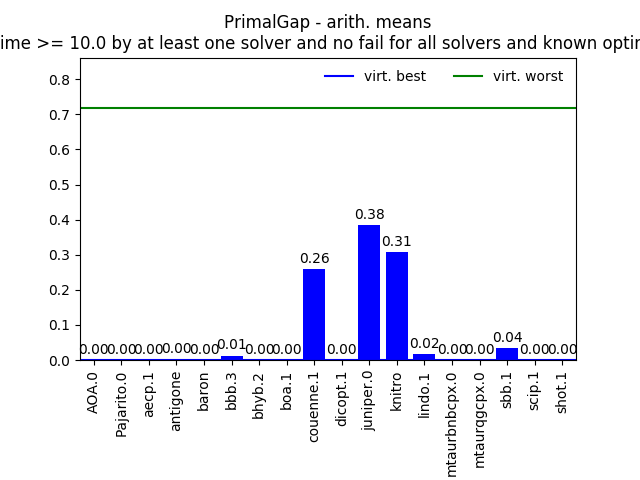 PrimalGap - arith. means
ime >= 10.0 by at least one solver and no fail for all solvers and known optim
virt. best
virt. worst
0.8
0.7
0.6
0.5
0.4
0.3
0.2
0.1
0.0
0.00 0.00 0.00 0.00 0.00 0.01 0.00 0.00 0.26 0.00 0.38 0.31 0.02 0.00 0.00 0.04 0.00 0.00
AOA.0
Pajarito.0
aecp.1
antigone
baron
bbb.3
bhyb.2
boa.1
couenne.1
dicopt.1
juniper.0
knitro
lindo.1
mtaurbnbcpx.0
mtaurqgcpx.0
sbb.1
scip.1
shot.1